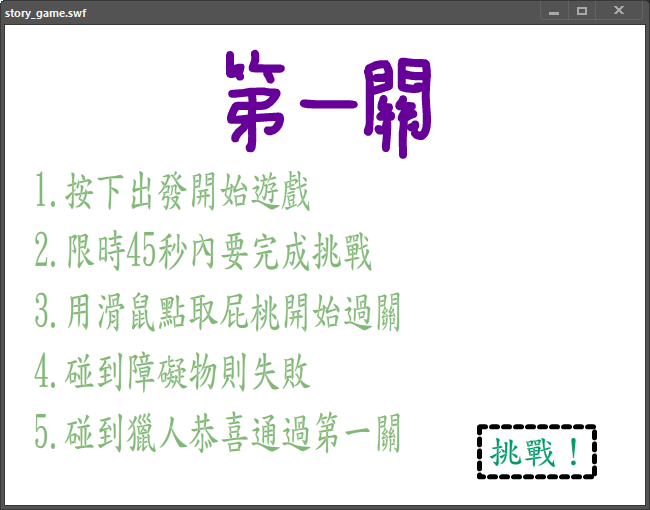 story_game.swf
第一關
1.按下出發開始遊戲
2.限時45秒內要完成挑戰
3.用滑鼠點取屁桃開始過關
4.碰到障礙物則失敗
5.碰到獵人恭喜通過第一關
挑戰！